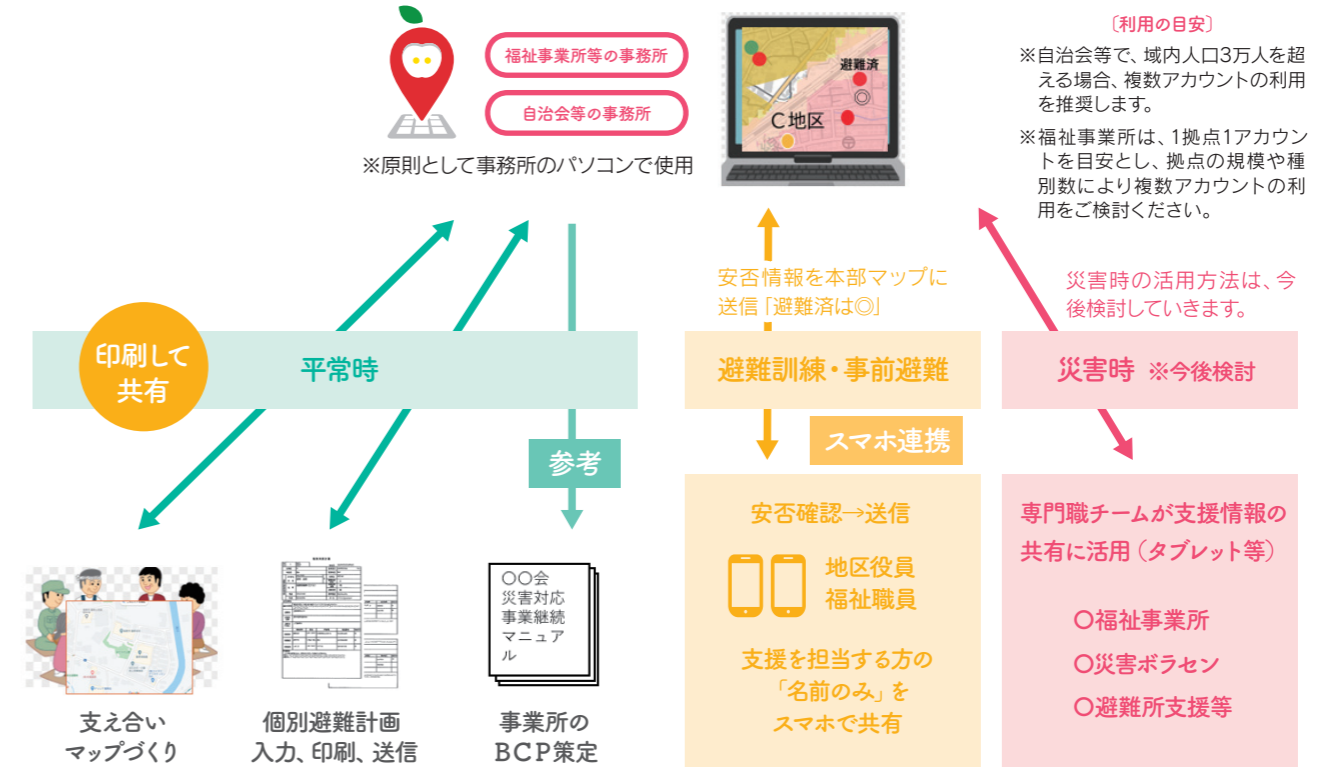 福祉事業所等の事務所
自治会等の事務所
※原則として事務所のパソコンで使用
避難済
◎
C地区
〔利用の目安〕
※自治会等で、域内人口3万人を超
える場合、複数アカウントの利用
を推奨します。
※福祉事業所は、1拠点1アカウン
トを目安とし、拠点の規模や種
別数により複数アカウントの利
用をご検討ください。
安否情報を本部マップに
送信「避難済は◎」
災害時の活用方法は、今
後検討していきます。
印刷して
共有
平常時
避難訓練・事前避難
災害時 ※今後検討
参考
スマホ連携
〇〇会
災害対応
事業継続
マニュア
ル
支え合い
マップづくり
個別避難計画
入力、印刷、送信
事業所の
BCP策定
安否確認→送信
地区役員
福祉職員
支援を担当する方の
「名前のみ」を
スマホで共有
専門職チームが支援情報の
共有に活用（タブレット等）
〇福祉事業所
〇災害ボラセン
〇避難所支援等